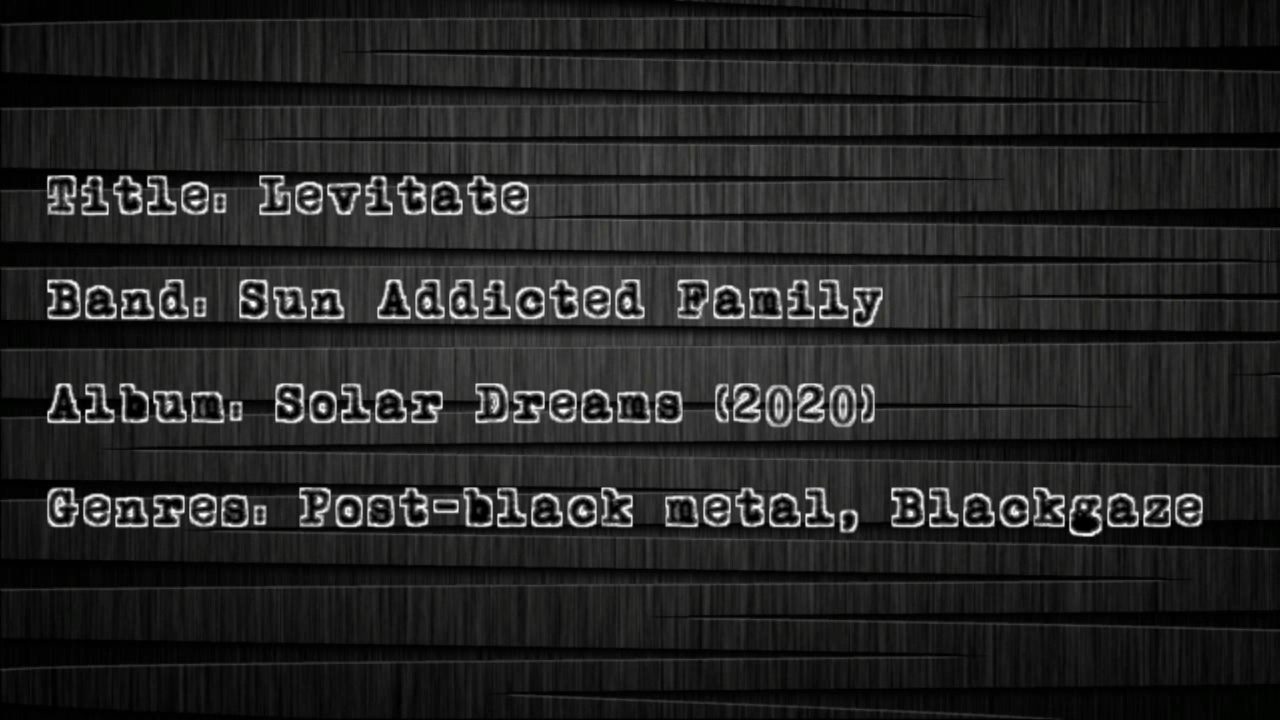 Title: Levitate
Band: Sun Addicted Family
Album: Solar Dreams (2020)
Genres: Post-black metal, Blackgaze